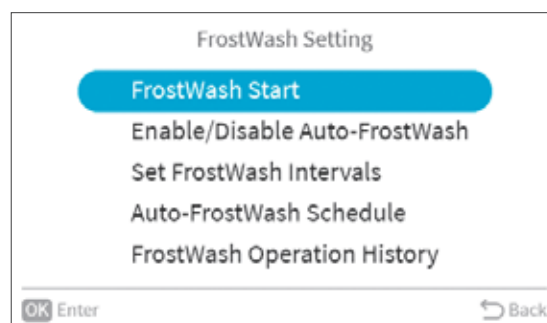 FrostWash Setting
FrostWash Start
Enable/Disable Auto-FrostWash
Set FrostWash Intervals
Auto-FrostWash Schedule
FrostWash Operation History
OK Enter
Back